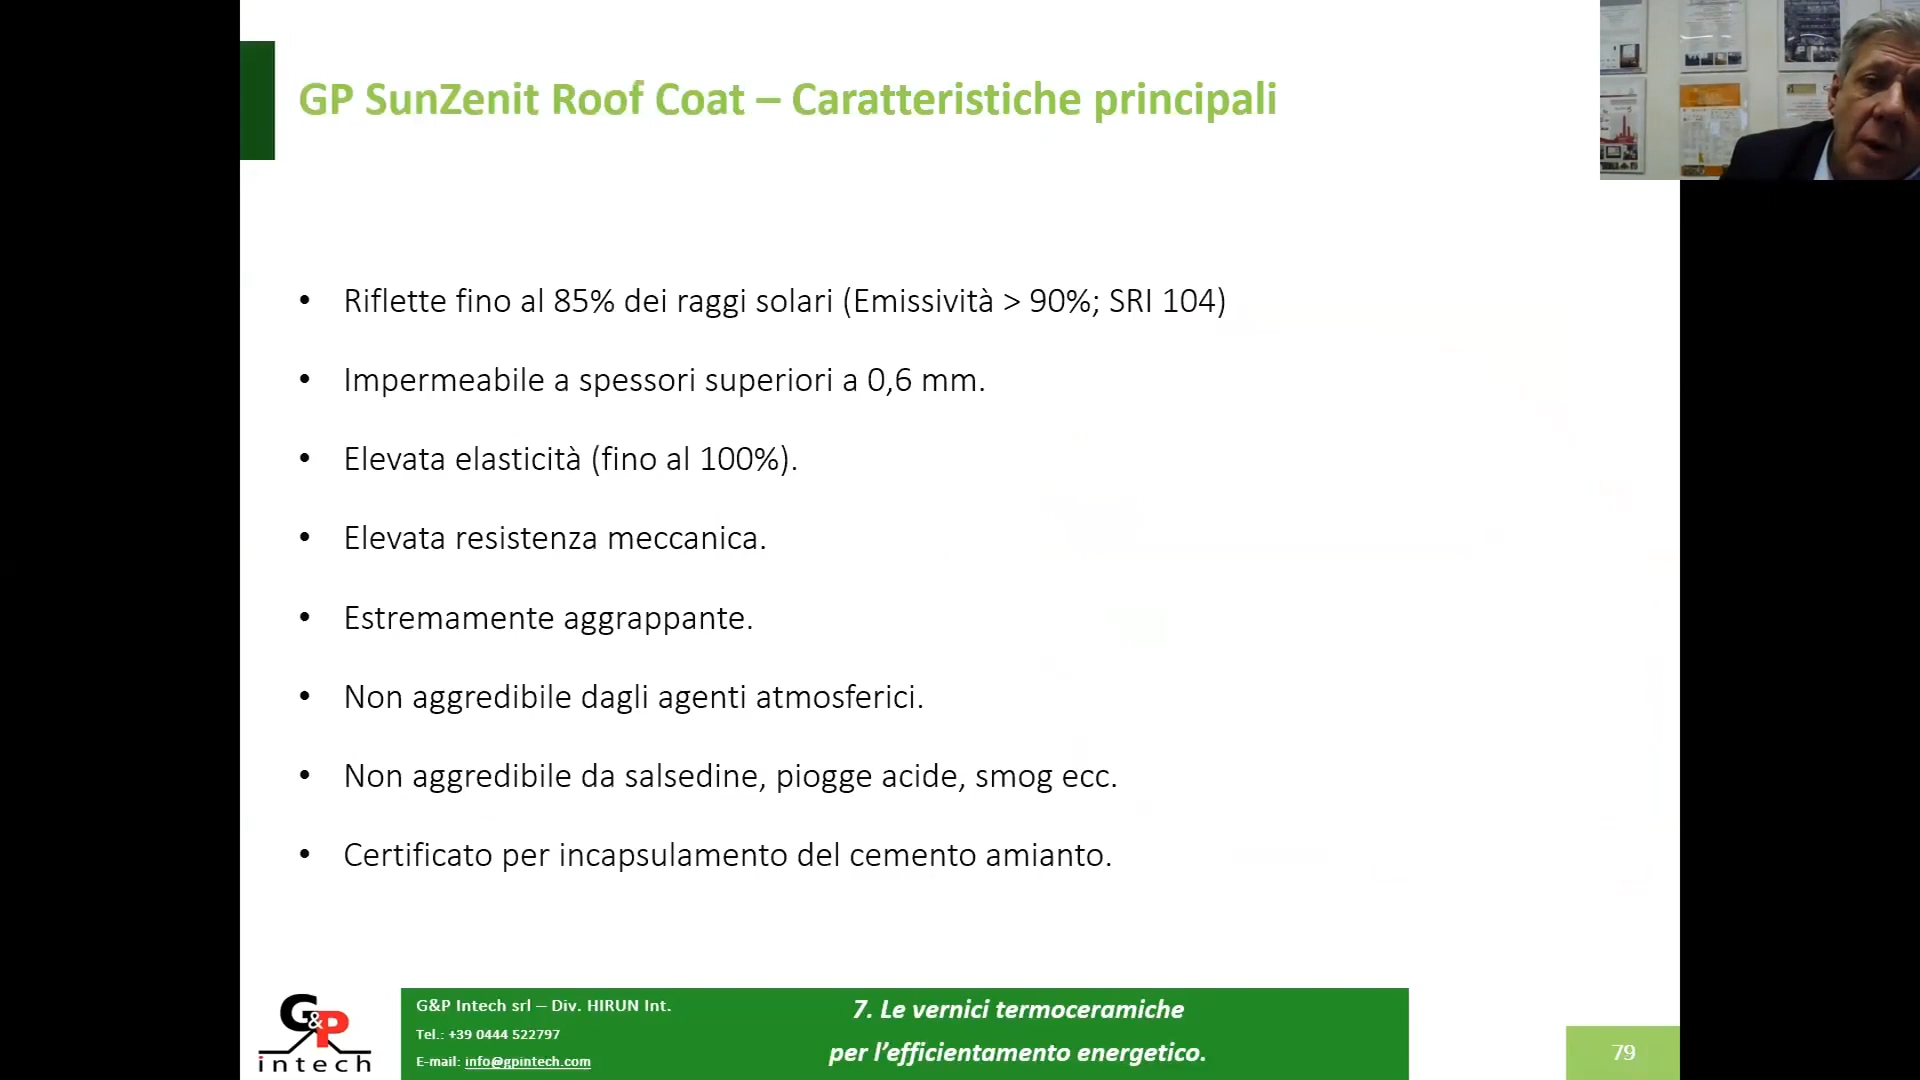 GP SunZenit Roof Coat – Caratteristiche principali
• Riflette fino al 85% dei raggi solari (Emissività > 90%; SRI 104)
• Impermeabile a spessori superiori a 0,6 mm.
• Elevata elasticità (fino al 100%).
• Elevata resistenza meccanica.
• Estremamente aggrappante.
• Non aggredibile dagli agenti atmosferici.
• Non aggredibile da salsedine, piogge acide, smog ecc.
• Certificato per incapsulamento del cemento amianto.
G&P
intech
G&P Intech srl – Div. HIRUN Int.
Tel.: +39 0444 522797
E-mail: info@gpintech.com
7. Le vernici termoceramiche
per l'efficientamento energetico.
79